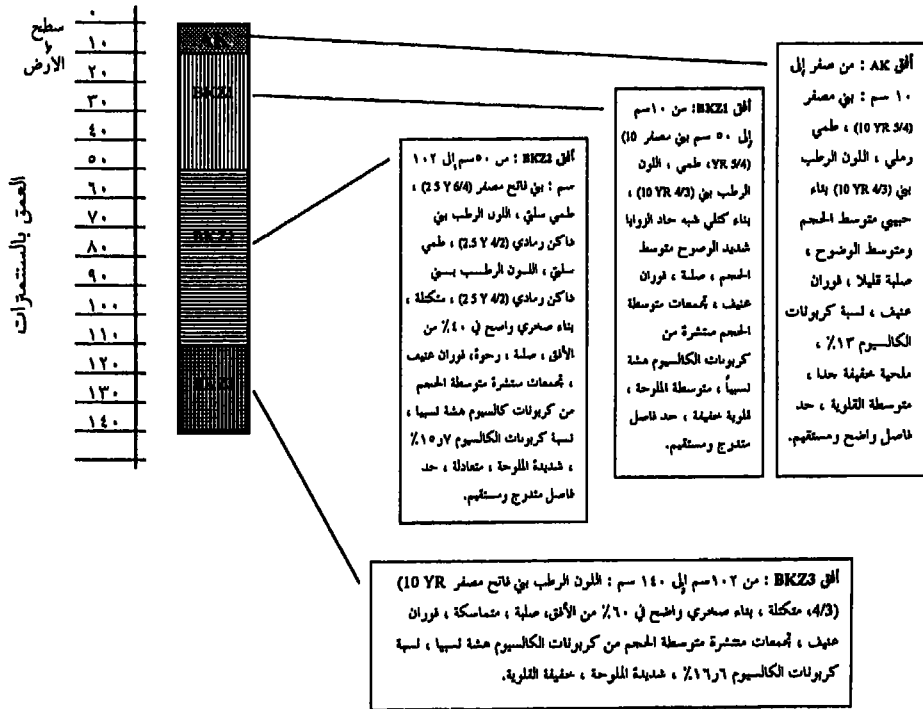 سطح
الأرض
٠
١٠
٢٠
٣٠
٤٠
٥٠
٦٠
٧٠
٨٠
٩٠
١٠٠
١١٠
١٢٠
١٣٠
١٤٠
العمق بالسنتمترات
AK
BKZ1
BKZ2
BKZ3
أفق AK : من صفر إلى
١٠ سم : بني مصفر
(10 YR 5/4) ، طمي
رملي ، اللون الرطب
بني (10 YR 4/3) بناء
حبيبي متوسط الحجم
ومتوسط الوضوح ،
صلبة قليلا ، فوران
عنيف ، نسبة كربونات
الكالسيوم ١٣٪ ،
ملحية خفيفة جدا ،
متوسطة القلوية ، حد
فاصل واضح ومستقيم.
أفق BKZ1: من ١٠سم
إلى ٥٠ سم بني مصفر (10
YR 5/4)، طمي ، اللون
الرطب بني (10 YR 4/3) ،
بناء كتلي شبه حاد الزوايا
شديد الوضوح متوسط
الحجم ، صلبة ، فوران
عنيف ، تجمعات متوسطة
الحجم منتشرة من
كربونات الكالسيوم هشة
نسبياً ، متوسطة الملوحة ،
قلوية خفيفة ، حد فاصل
متدرج ومستقيم.
أفق BKZ2 : من ٥٠سم إلى ١٠٢
سم : بني فاتح مصفر (2.5 Y 6/4) ،
طمي سلتي ، اللون الرطب بني
داكن رمادي (2.5 Y 4/2) ، طمي
سلتي ، اللون الرطب بني
داكن رمادي (2.5 Y 4/2) ، متكتلة ،
بناء صخري واضح في ٤٠٪ من
الأفق ، صلبة ، رخوة، فوران عنيف
، تجمعات منتشرة متوسطة الحجم
من كربونات كالسيوم هشة نسبيا ،
نسبة كربونات الكالسيوم ٧ر١٥٪
، شديدة الملوحة ، متعادلة ، حد
فاصل متدرج ومستقيم.
أفق BKZ3 : من ١٠٢سم إلى ١٤٠ سم : اللون الرطب بني فاتح مصفر (10 YR
4/3)، متكتلة ، بناء صخري واضح في ٦٠٪ من الأفق، صلبة ، متماسكة ، فوران
عنيف ، تجمعات منتشرة متوسطة الحجم من كربونات الكالسيوم هشة نسبيا ، نسبة
كربونات الكالسيوم ٦ر١٦٪ ، شديدة الملوحة ، خفيفة القلوية.